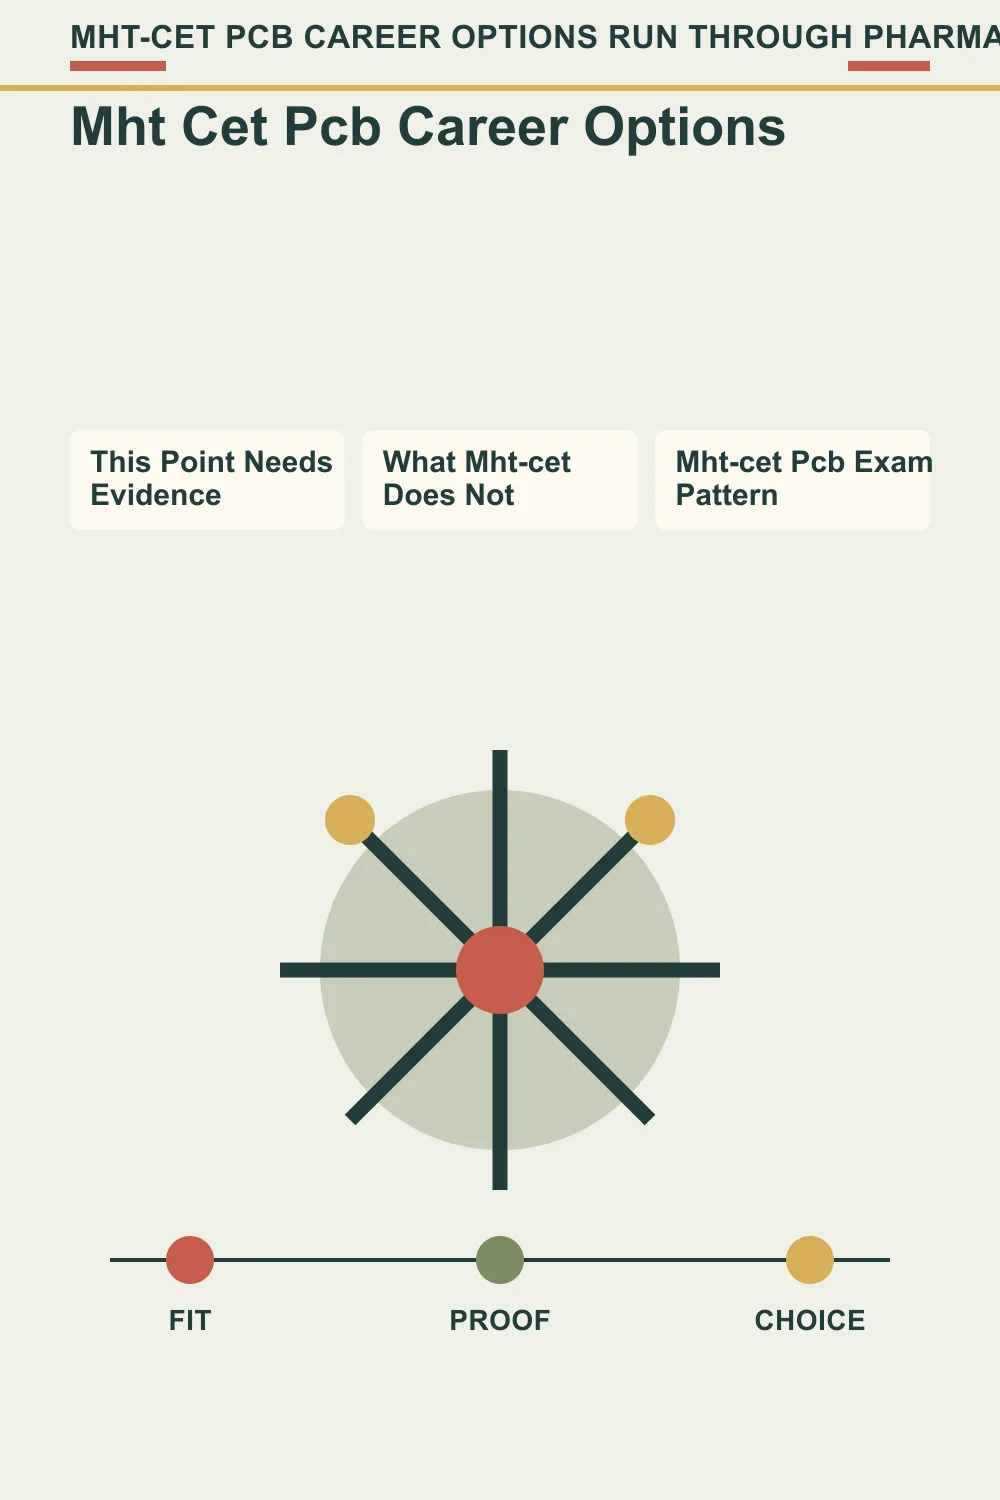 MHT-CET PCB CAREER OPTIONS RUN THROUGH PHARMA
Mht Cet Pcb Career Options
This Point Needs
Evidence
What Mht-cet
Does Not
Mht-cet Pcb Exam
Pattern
FIT
PROOF
CHOICE